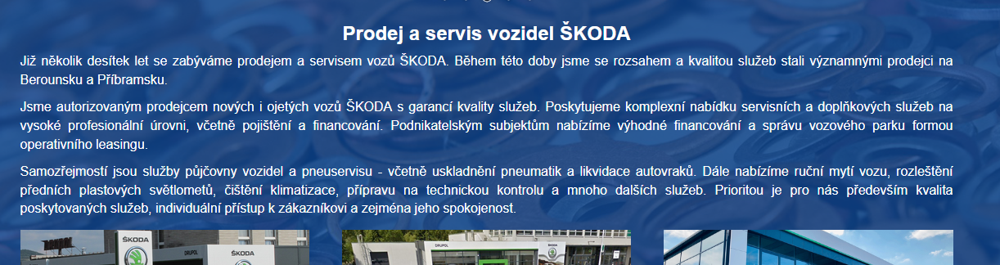 Prodej a servis vozidel ŠKODA
Již několik desítek let se zabýváme prodejem a servisem vozů ŠKODA. Během této doby jsme se rozsahem a kvalitou služeb stali významnými prodejci na
Berounsku a Příbramsku.
Jsme autorizovaným prodejcem nových i ojetých vozů ŠKODA s garancí kvality služeb. Poskytujeme komplexní nabídku servisních a doplňkových služeb na
vysoké profesionální úrovni, včetně pojištění a financování. Podnikatelským subjektům nabízíme výhodné financování a správu vozového parku formou
operativního leasingu.
Samozřejmostí jsou služby půjčovny vozidel a pneuservisu - včetně uskladnění pneumatik a likvidace autovraků. Dále nabízíme ruční mytí vozu, rozleštění
předních plastových světlometů, čištění klimatizace, přípravu na technickou kontrolu a mnoho dalších služeb. Prioritou je pro nás především kvalita
poskytovaných služeb, individuální přístup k zákazníkovi a zejména jeho spokojenost.
DRUPOL ŠKODA DRUPOL ŠKODA
DRUPOL ŠKODA